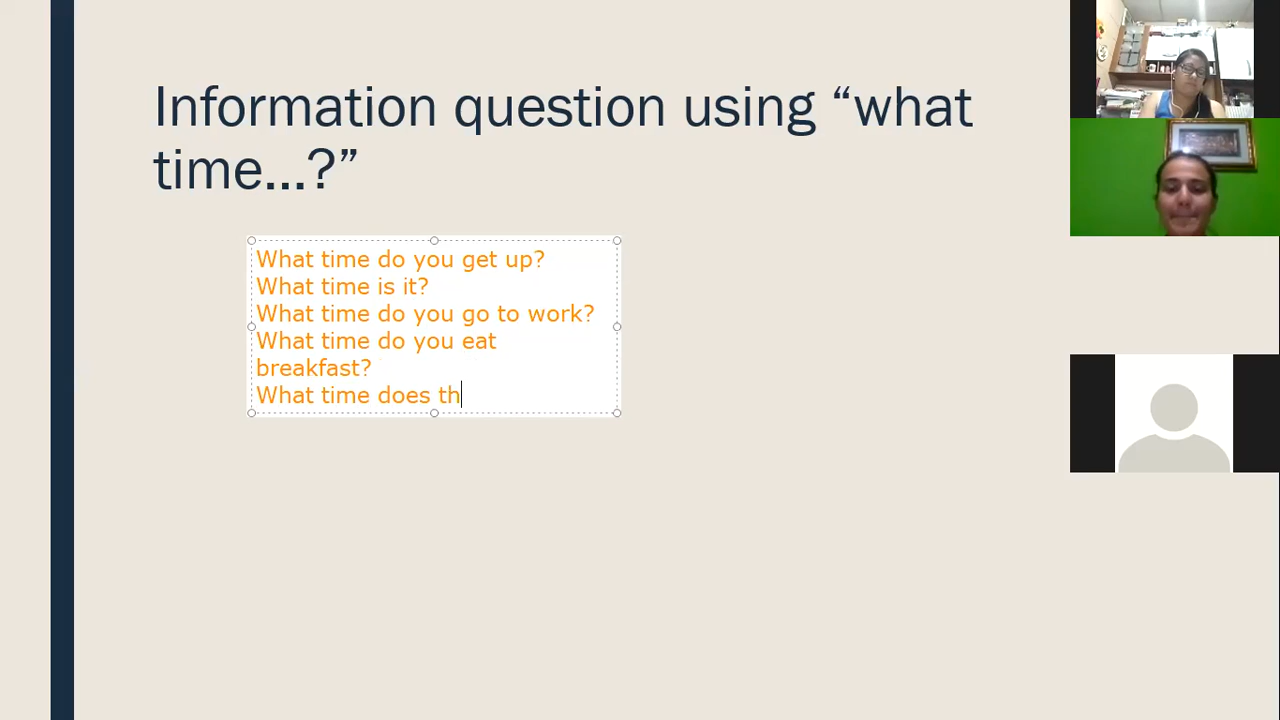 Information question using “what
time...?”
What time do you get up?
What time is it?
What time do you go to work?
What time do you eat
breakfast?
What time does th